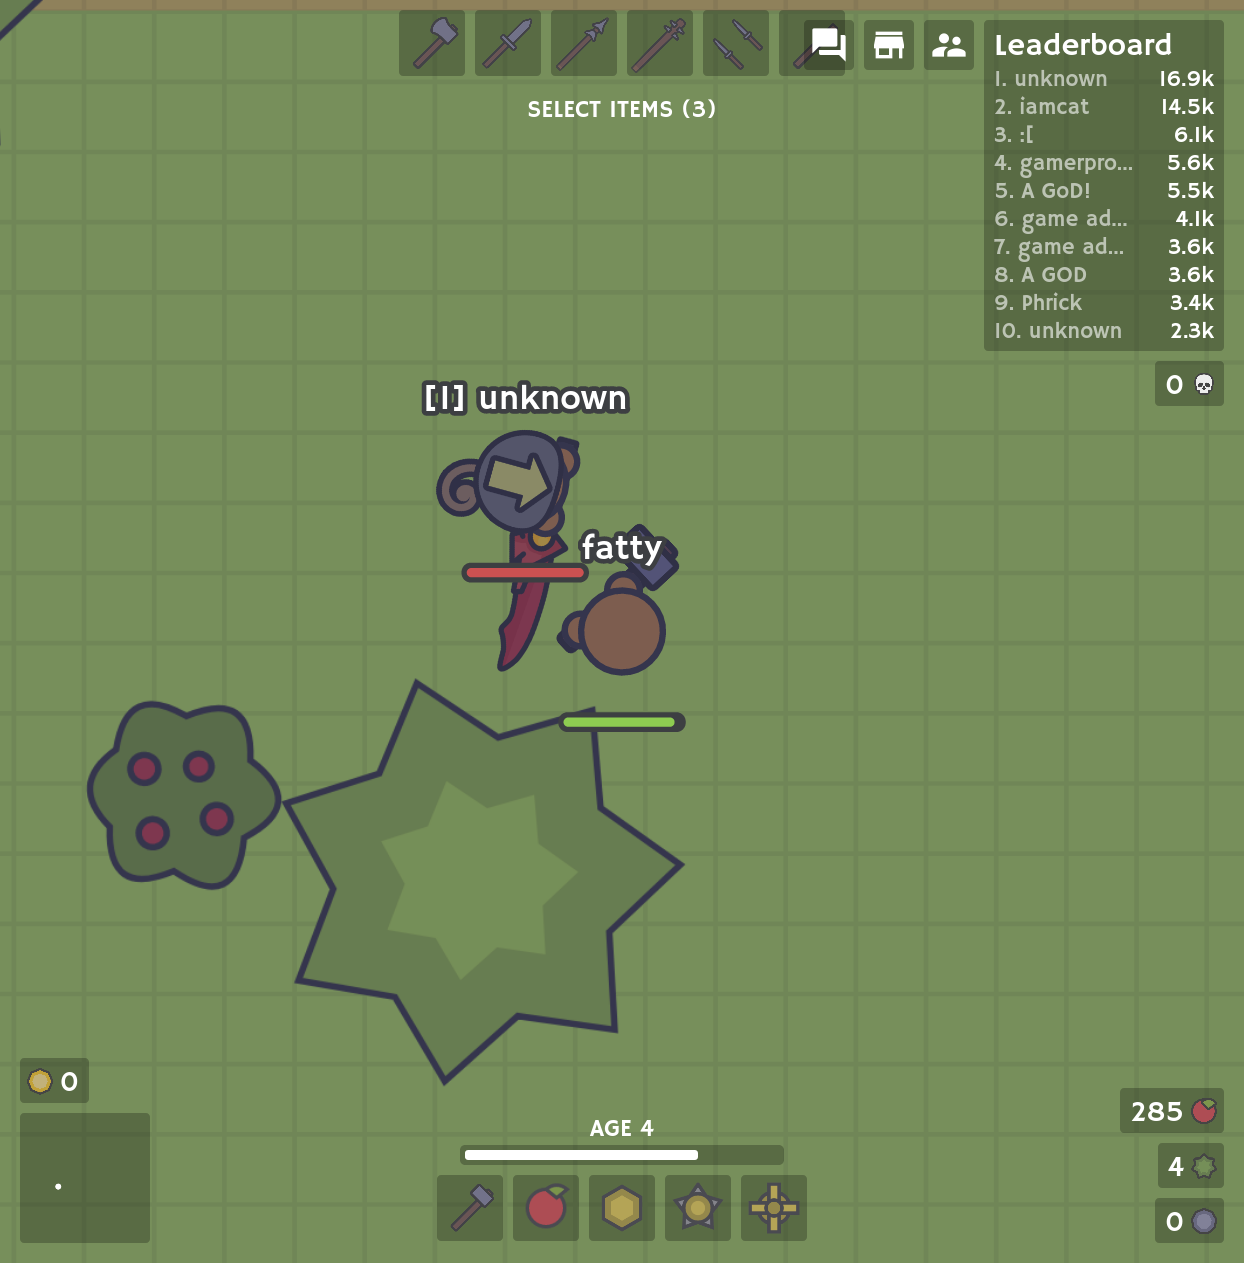 SELECT ITEMS (3)
Leaderboard
1. unknown 16.9k
2. iamcat 14.5k
3. :[ 6.1k
4. gamerpro... 5.6k
5. A GoD! 5.5k
6. game ad... 4.1k
7. game ad... 3.6k
8. A GOD 3.6k
9. Phrick 3.4k
10. unknown 2.3k
0
[I] unknown
fatty
0
AGE 4
285
4
0